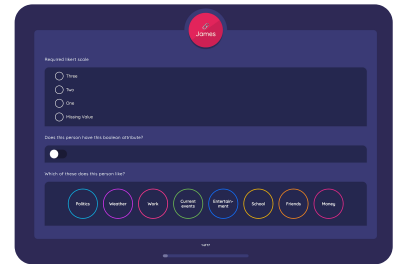 James
Required likert scale
Three
Two
One
Missing Value
Does this person have this boolean attribute?
Which of these does this person like?
Politics
Weather
Work
Current
events
Entertain-
ment
School
Friends
Money